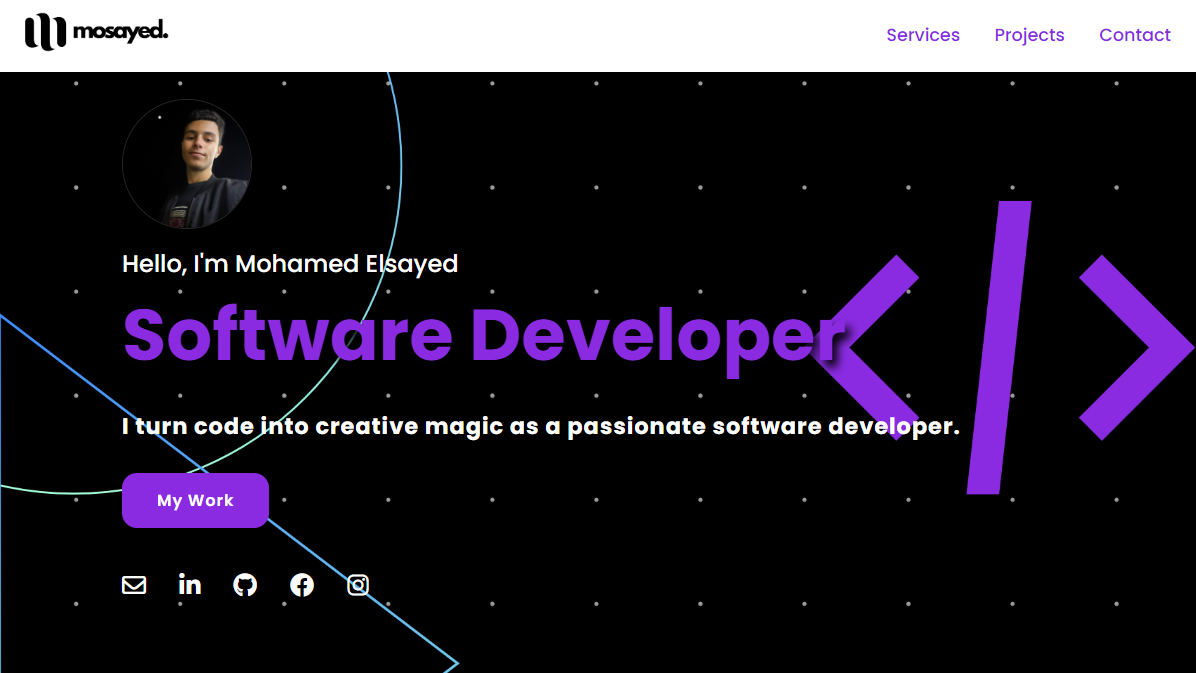 mosayed.
Services Projects Contact
Hello, I'm Mohamed Elsayed
Software Developer
</>
I turn code into creative magic as a passionate software developer.
My Work